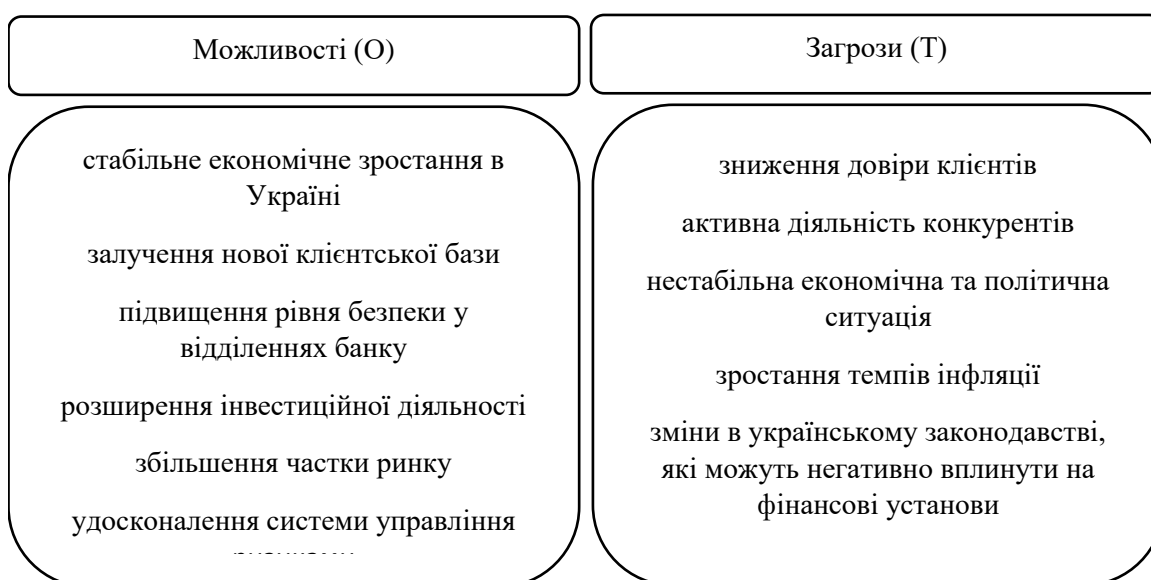 Можливості (О)
стабільне економічне зростання в
Україні
залучення нової клієнтської бази
підвищення рівня безпеки у
відділеннях банку
розширення інвестиційної діяльності
збільшення частки ринку
удосконалення системи управління
Загрози (Т)
зниження довіри клієнтів
активна діяльність конкурентів
нестабільна економічна та політична
ситуація
зростання темпів інфляції
зміни в українському законодавстві,
які можуть негативно вплинути на
фінансові установи